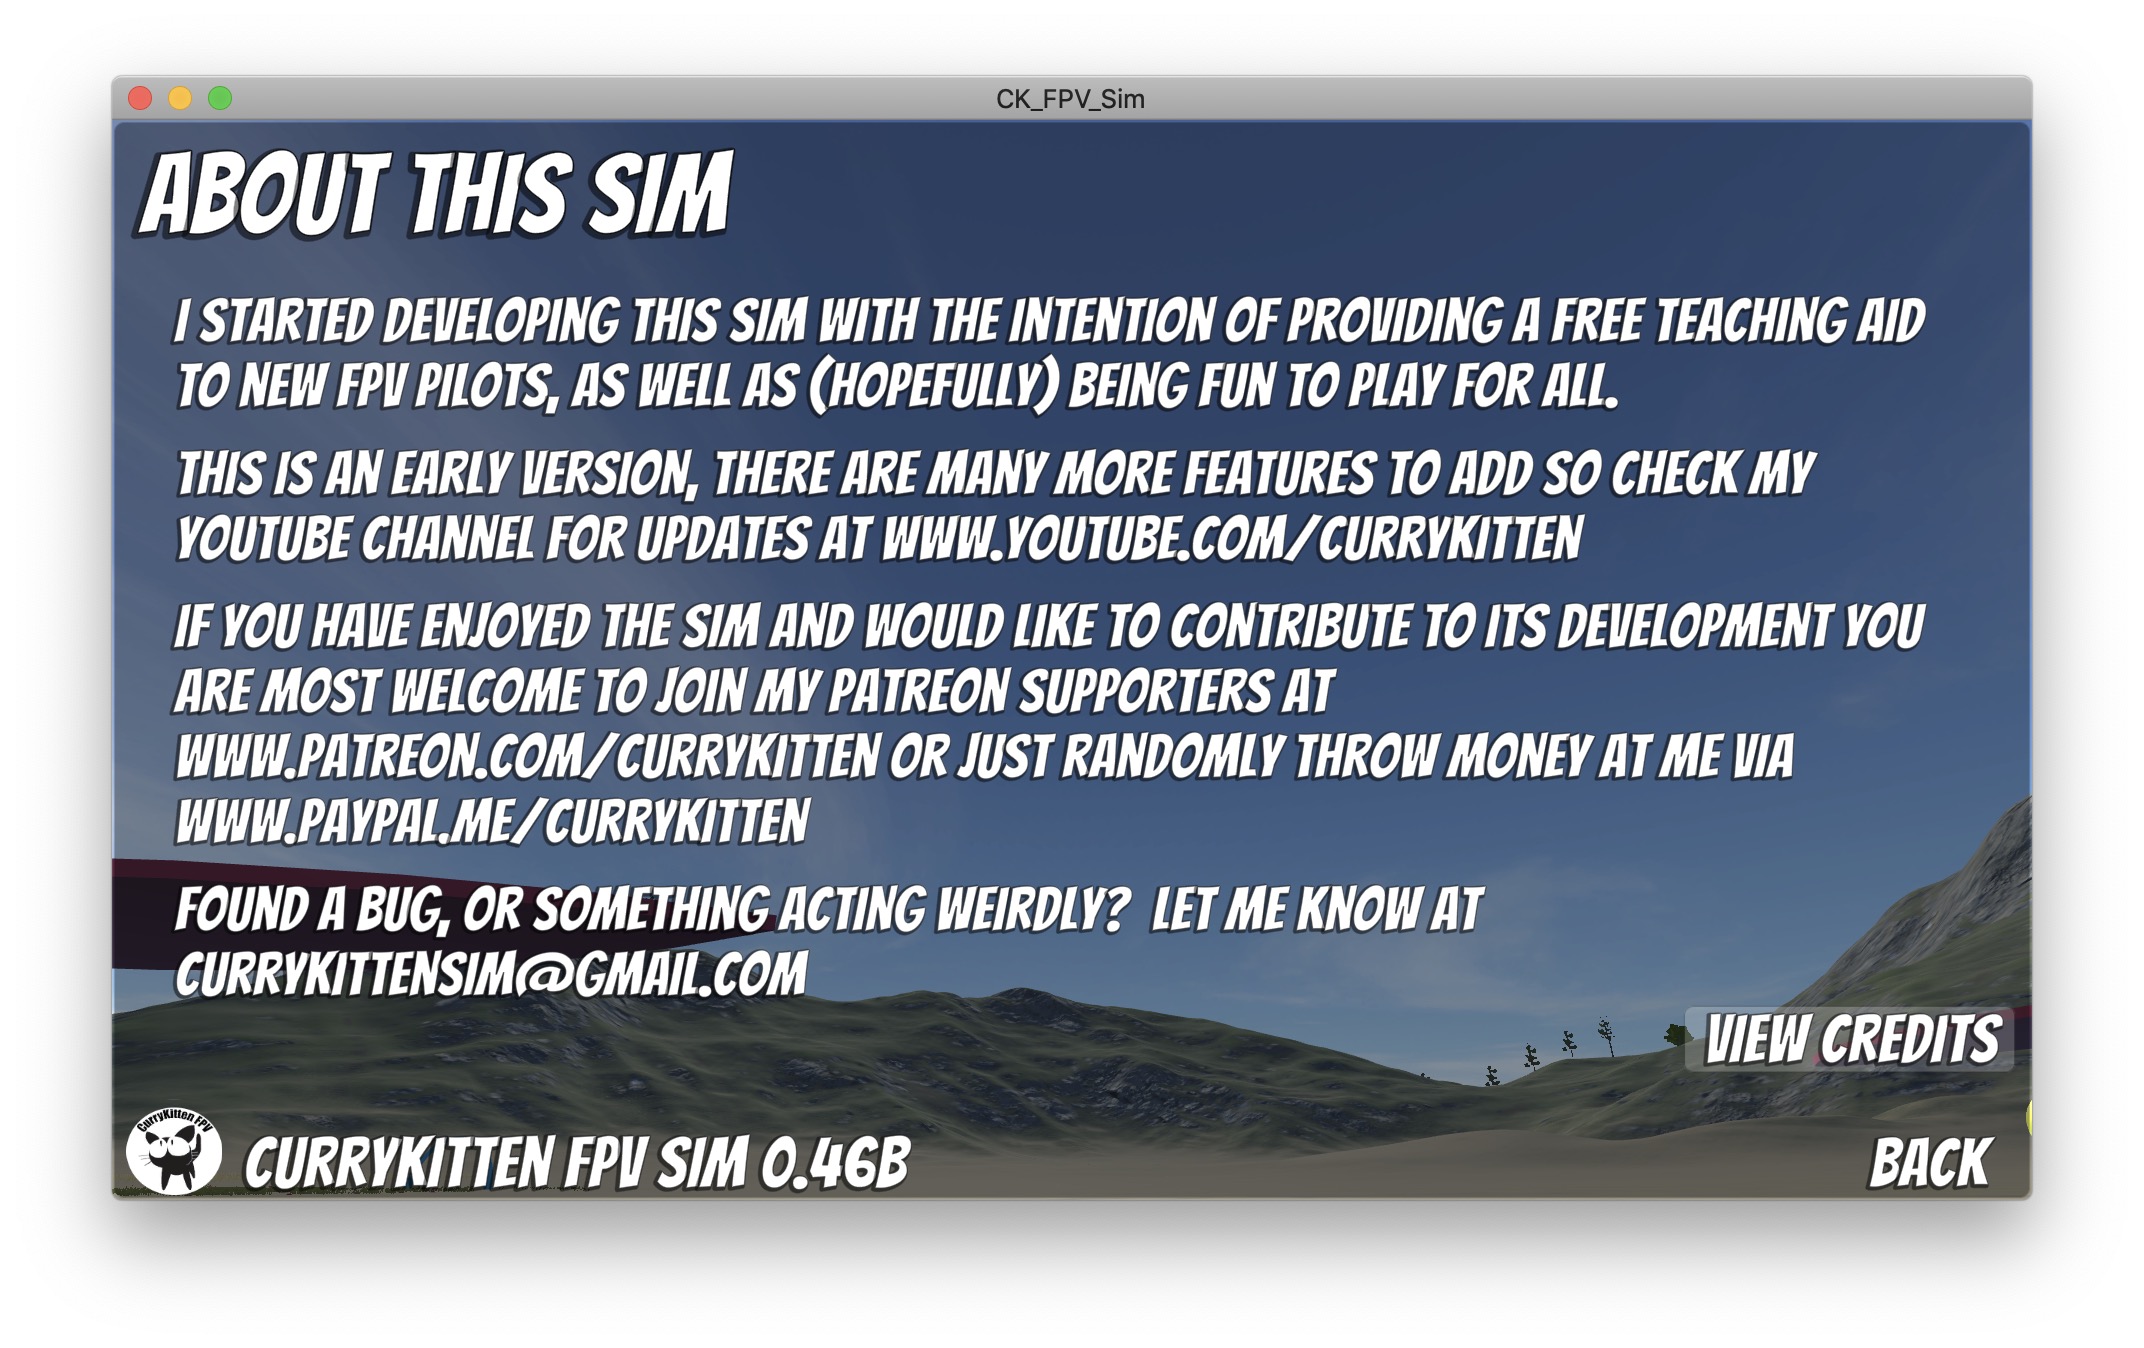 CK_FPV_Sim
ABOUT THIS SIM
I STARTED DEVELOPING THIS SIM WITH THE INTENTION OF PROVIDING A FREE TEACHING AID
TO NEW FPV PILOTS, AS WELL AS (HOPEFULLY) BEING FUN TO PLAY FOR ALL.
THIS IS AN EARLY VERSION, THERE ARE MANY MORE FEATURES TO ADD SO CHECK MY
YOUTUBE CHANNEL FOR UPDATES AT WWW.YOUTUBE.COM/CURRYKITTEN
IF YOU HAVE ENJOYED THE SIM AND WOULD LIKE TO CONTRIBUTE TO ITS DEVELOPMENT YOU
ARE MOST WELCOME TO JOIN MY PATREON SUPPORTERS AT
WWW.PATREON.COM/CURRYKITTEN OR JUST RANDOMLY THROW MONEY AT ME VIA
WWW.PAYPAL.ME/CURRYKITTEN
FOUND A BUG, OR SOMETHING ACTING WEIRDLY? LET ME KNOW AT
CURRYKITTENSIM@GMAIL.COM
VIEW CREDITS
CurryKitten FPV
CURRYKITTEN FPV SIM 0.46B
BACK